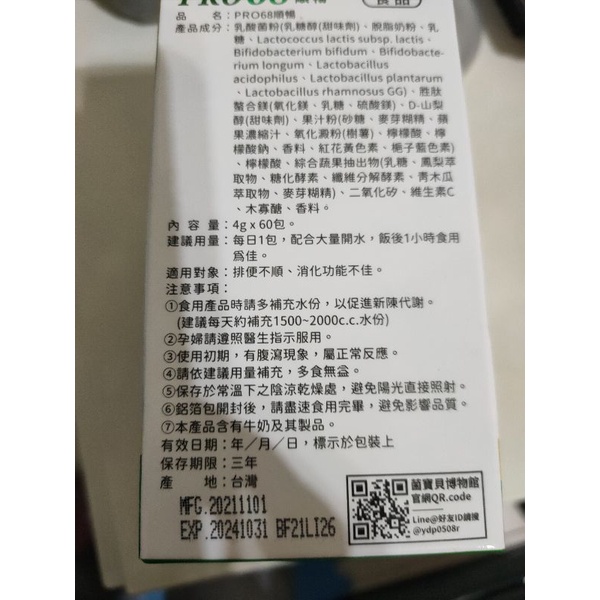 PRO68順暢
食品
品　　名：PRO68順暢
產品成分：乳酸菌粉(乳糖醇(甜味劑)、脫脂奶粉、乳
糖、Lactococcus lactis subsp. lactis、
Bifidobacterium bifidum、Bifidobacte-
rium longum、Lactobacillus
acidophilus、Lactobacillus plantarum
、Lactobacillus rhamnosus GG)、胜肽
螯合鎂(氧化鎂、乳糖、硫酸鎂)、D-山梨
醇(甜味劑)、果汁粉(砂糖、麥芽糊精、蘋
果濃縮汁、氧化澱粉(樹薯)、檸檬酸、檸
檬酸鈉、香料、紅花黃色素、梔子藍色素)
、檸檬酸、綜合蔬果抽出物(乳糖、鳳梨萃
取物、糖化酵素、纖維分解酵素、青木瓜
萃取物、麥芽糊精)、二氧化矽、維生素C
、木寡醣、香料。
內 容 量：4g x 60包。
建議用量：每日1包，配合大量開水，飯後1小時食用
為佳。
適用對象：排便不順、消化功能不佳。
注意事項：
①食用產品時請多補充水份，以促進新陳代謝。
(建議每天約補充1500~2000c.c.水份)
②孕婦請遵照醫生指示服用。
③使用初期，有腹瀉現象，屬正常反應。
④請依建議用量補充，多食無益。
⑤保存於常溫下之陰涼乾燥處，避免陽光直接照射。
⑥鋁箔包開封後，請盡速食用完畢，避免影響品質。
⑦本產品含有牛奶及其製品。
有效日期：年／月／日，標示於包裝上
保存期限：三年
產　　地：台灣
MFG.20211101
EXP.20241031 BF21LI26
菌寶貝博物館
官網QR.code
Line@好友ID請搜
@ydp0508r